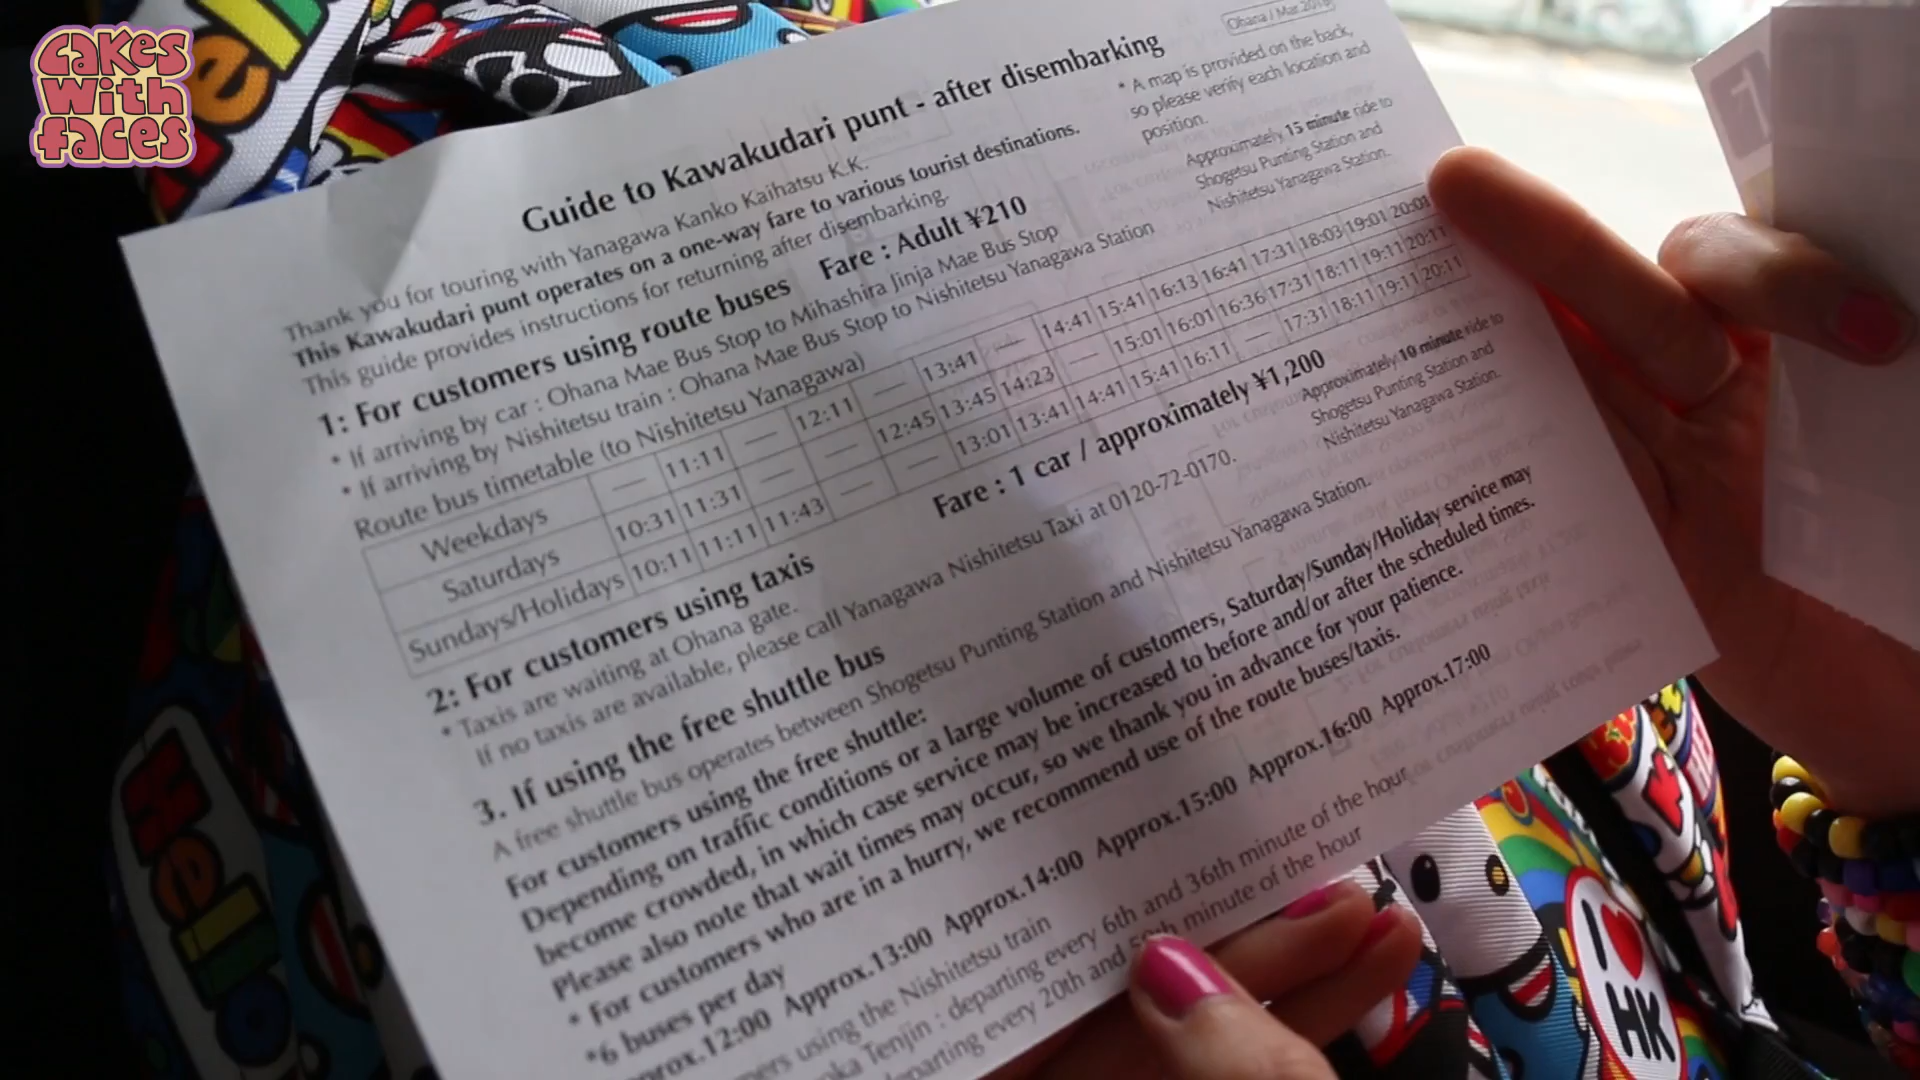 Cakes
With
faces
Ohana / Mar.2018
Guide to Kawakudari punt - after disembarking
* A map is provided on the back,
so please verify each location and
position.
Thank you for touring with Yanagawa Kanko Kaihatsu K.K.
This Kawakudari punt operates on a one-way fare to various tourist destinations.
This guide provides instructions for returning after disembarking.
1: For customers using route buses Fare : Adult ¥210
Approximately 15 minute ride to
Shogetsu Punting Station and
Nishitetsu Yanagawa Station.
* If arriving by car : Ohana Mae Bus Stop to Mihashira Jinja Mae Bus Stop
* If arriving by Nishitetsu train : Ohana Mae Bus Stop to Nishitetsu Yanagawa Station
Route bus timetable (to Nishitetsu Yanagawa)
Weekdays — 11:11 — 12:11 — 13:41 — 14:41 15:41 16:13 16:41 17:31 18:03 19:01 20:01
Saturdays 10:31 11:31 — — 12:45 13:45 14:23 — 15:01 16:01 16:36 17:31 18:11 19:11 20:11
Sundays/Holidays 10:11 11:11 11:43 — — 13:01 13:41 14:41 15:41 16:11 — 17:31 18:11 19:11 20:11
2: For customers using taxis Fare : 1 car / approximately ¥1,200
Approximately 10 minute ride to
Shogetsu Punting Station and
Nishitetsu Yanagawa Station.
* Taxis are waiting at Ohana gate.
If no taxis are available, please call Yanagawa Nishitetsu Taxi at 0120-72-0170.
3. If using the free shuttle bus
A free shuttle bus operates between Shogetsu Punting Station and Nishitetsu Yanagawa Station.
For customers using the free shuttle:
Depending on traffic conditions or a large volume of customers, Saturday/Sunday/Holiday service may
become crowded, in which case service may be increased to before and/or after the scheduled times.
Please also note that wait times may occur, so we thank you in advance for your patience.
* For customers who are in a hurry, we recommend use of the route buses/taxis.
*6 buses per day
prox.12:00 Approx.13:00 Approx.14:00 Approx.15:00 Approx.16:00 Approx.17:00
mers using the Nishitetsu train
oka Tenjin : departing every 6th and 36th minute of the hour
departing every 20th and 50th minute of the hour
Hello
I
HK